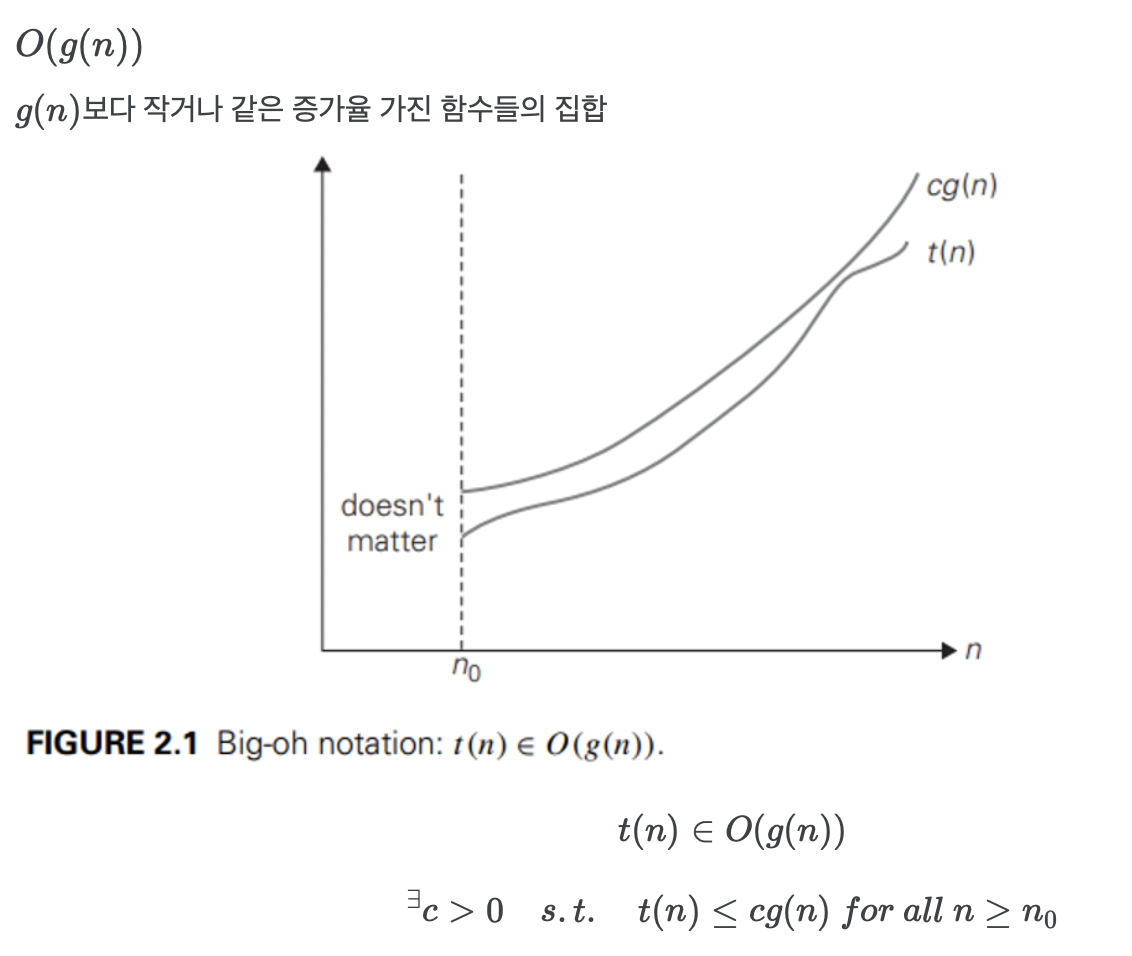 O(g(n))
g(n)보다 작거나 같은 증가율 가진 함수들의 집합
cg(n)
t(n)
doesn't
matter
n₀
n
FIGURE 2.1 Big-oh notation: t(n) ∈ O(g(n)).
t(n) ∈ O(g(n))
∃c > 0 s.t. t(n) ≤ cg(n) for all n ≥ n₀